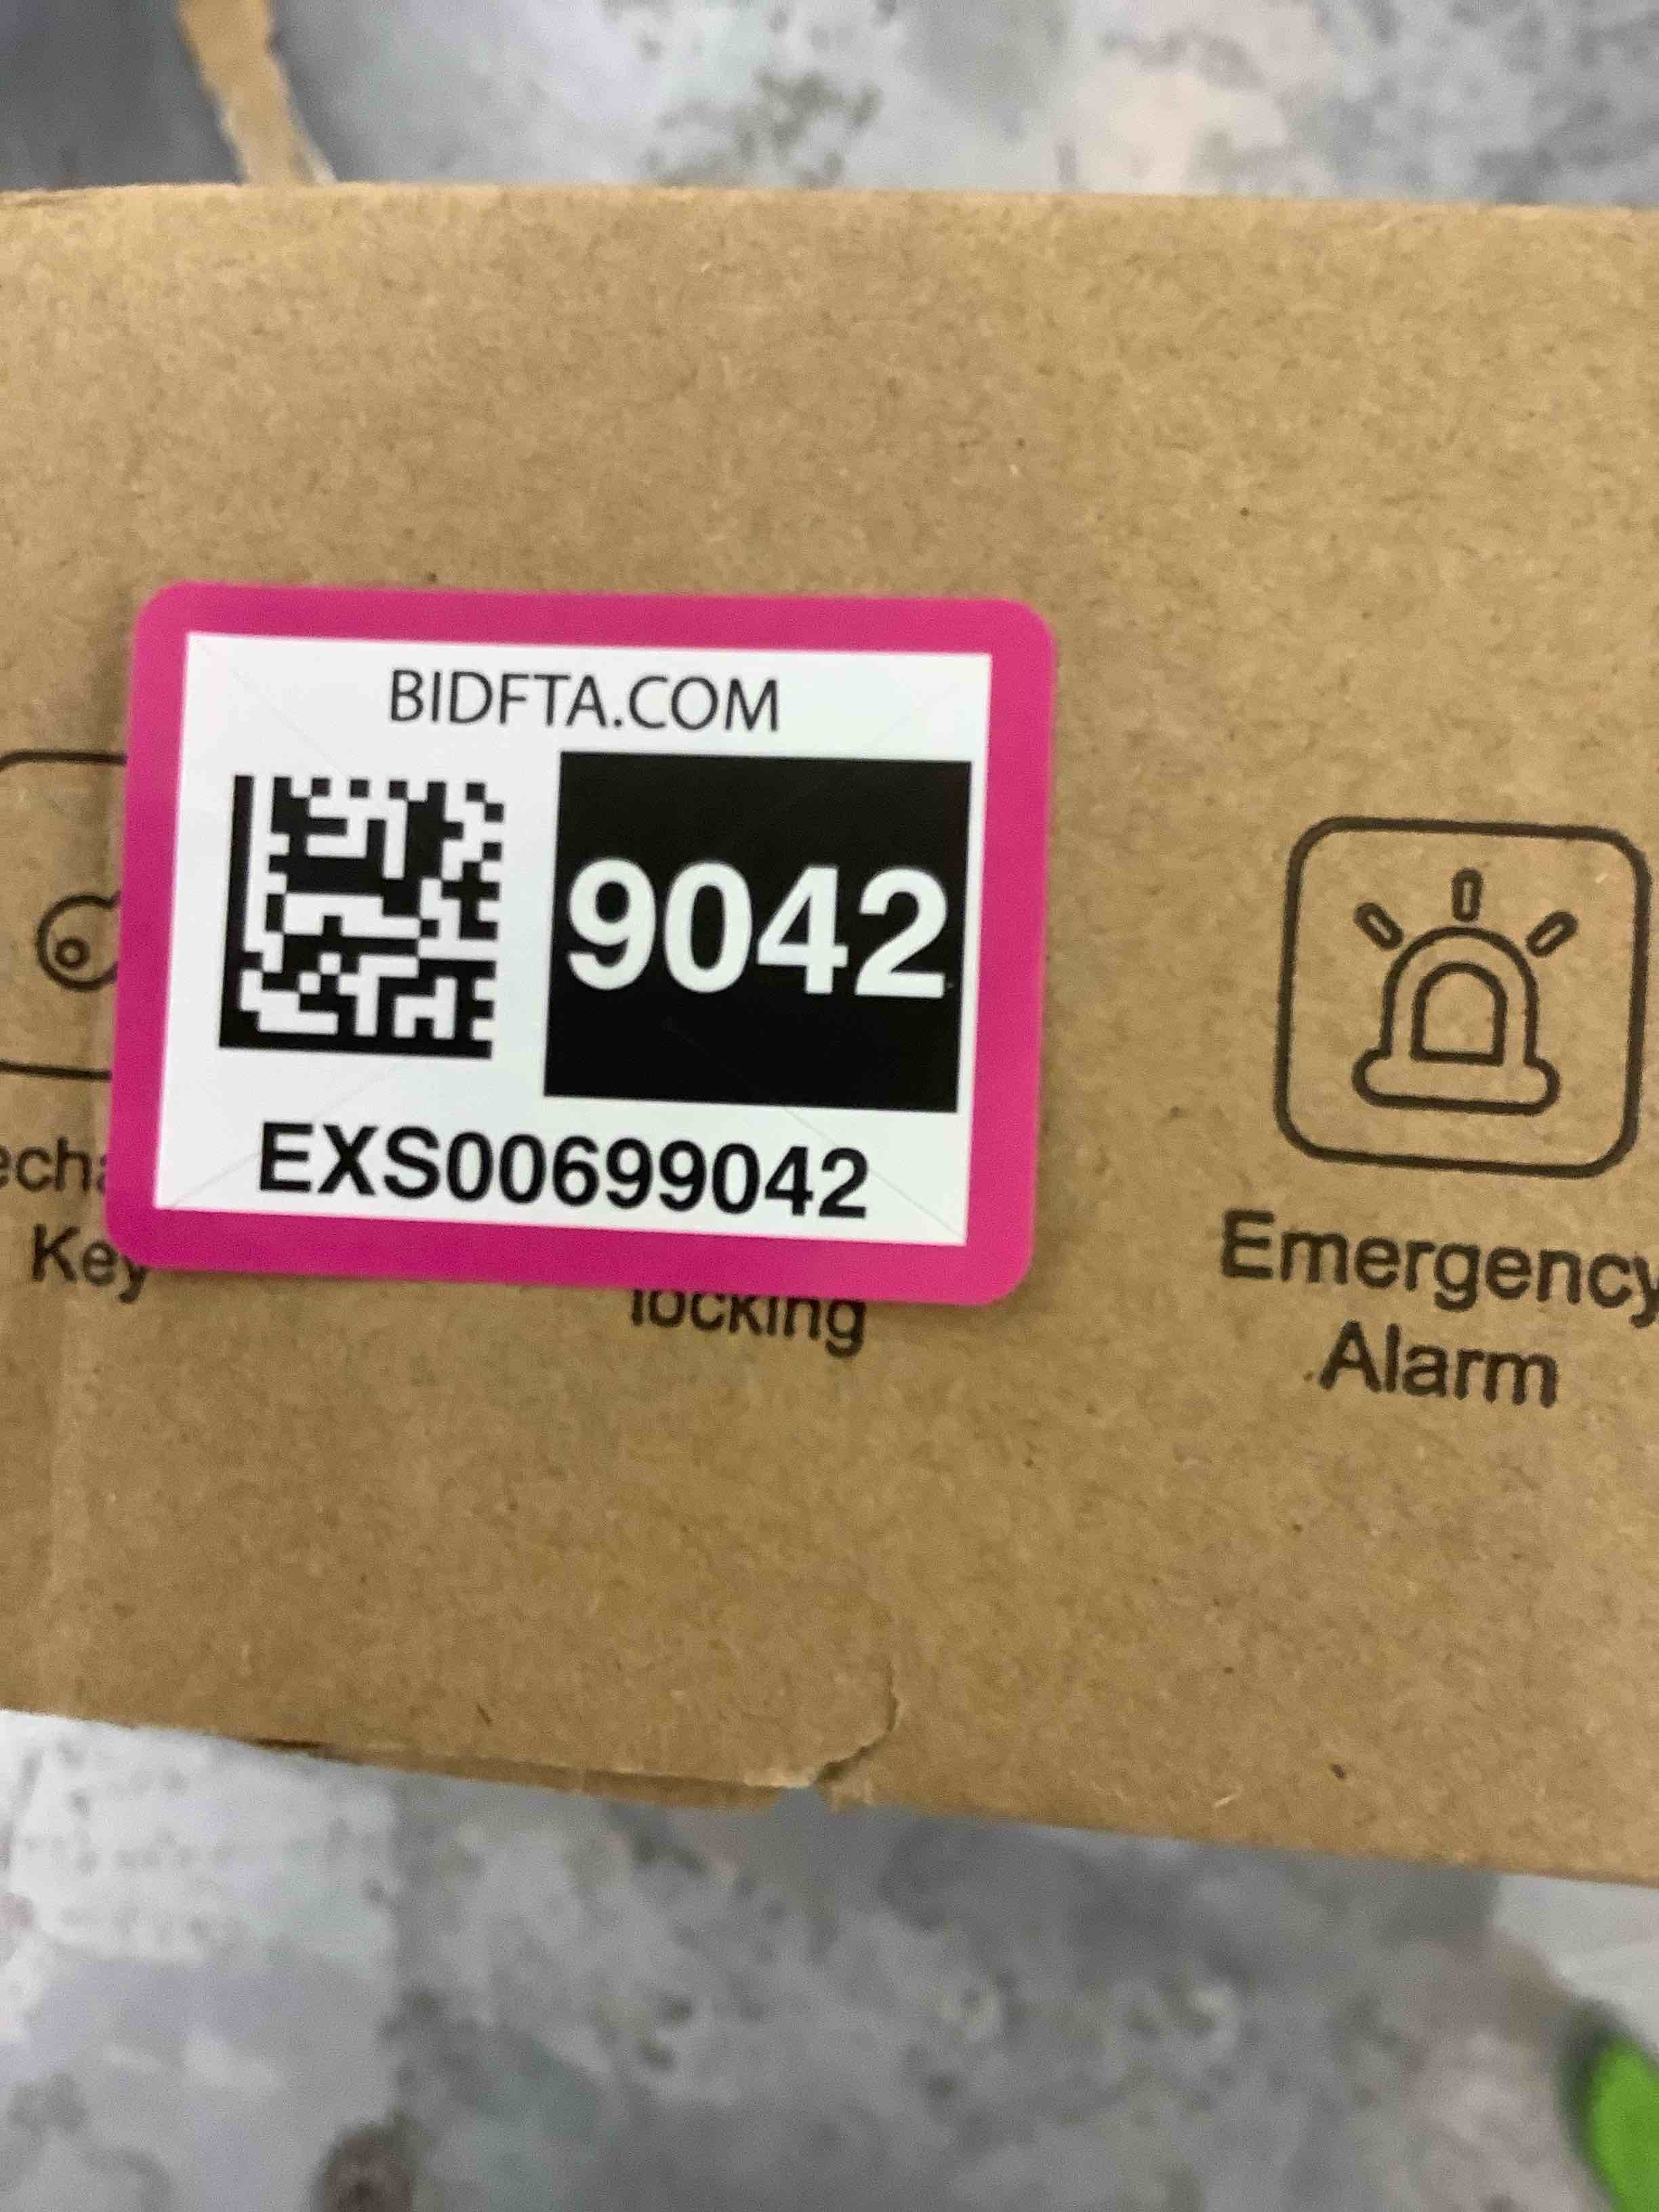 BIDFTA.COM
9042
EXS00699042
Key
locking
Emergency
Alarm